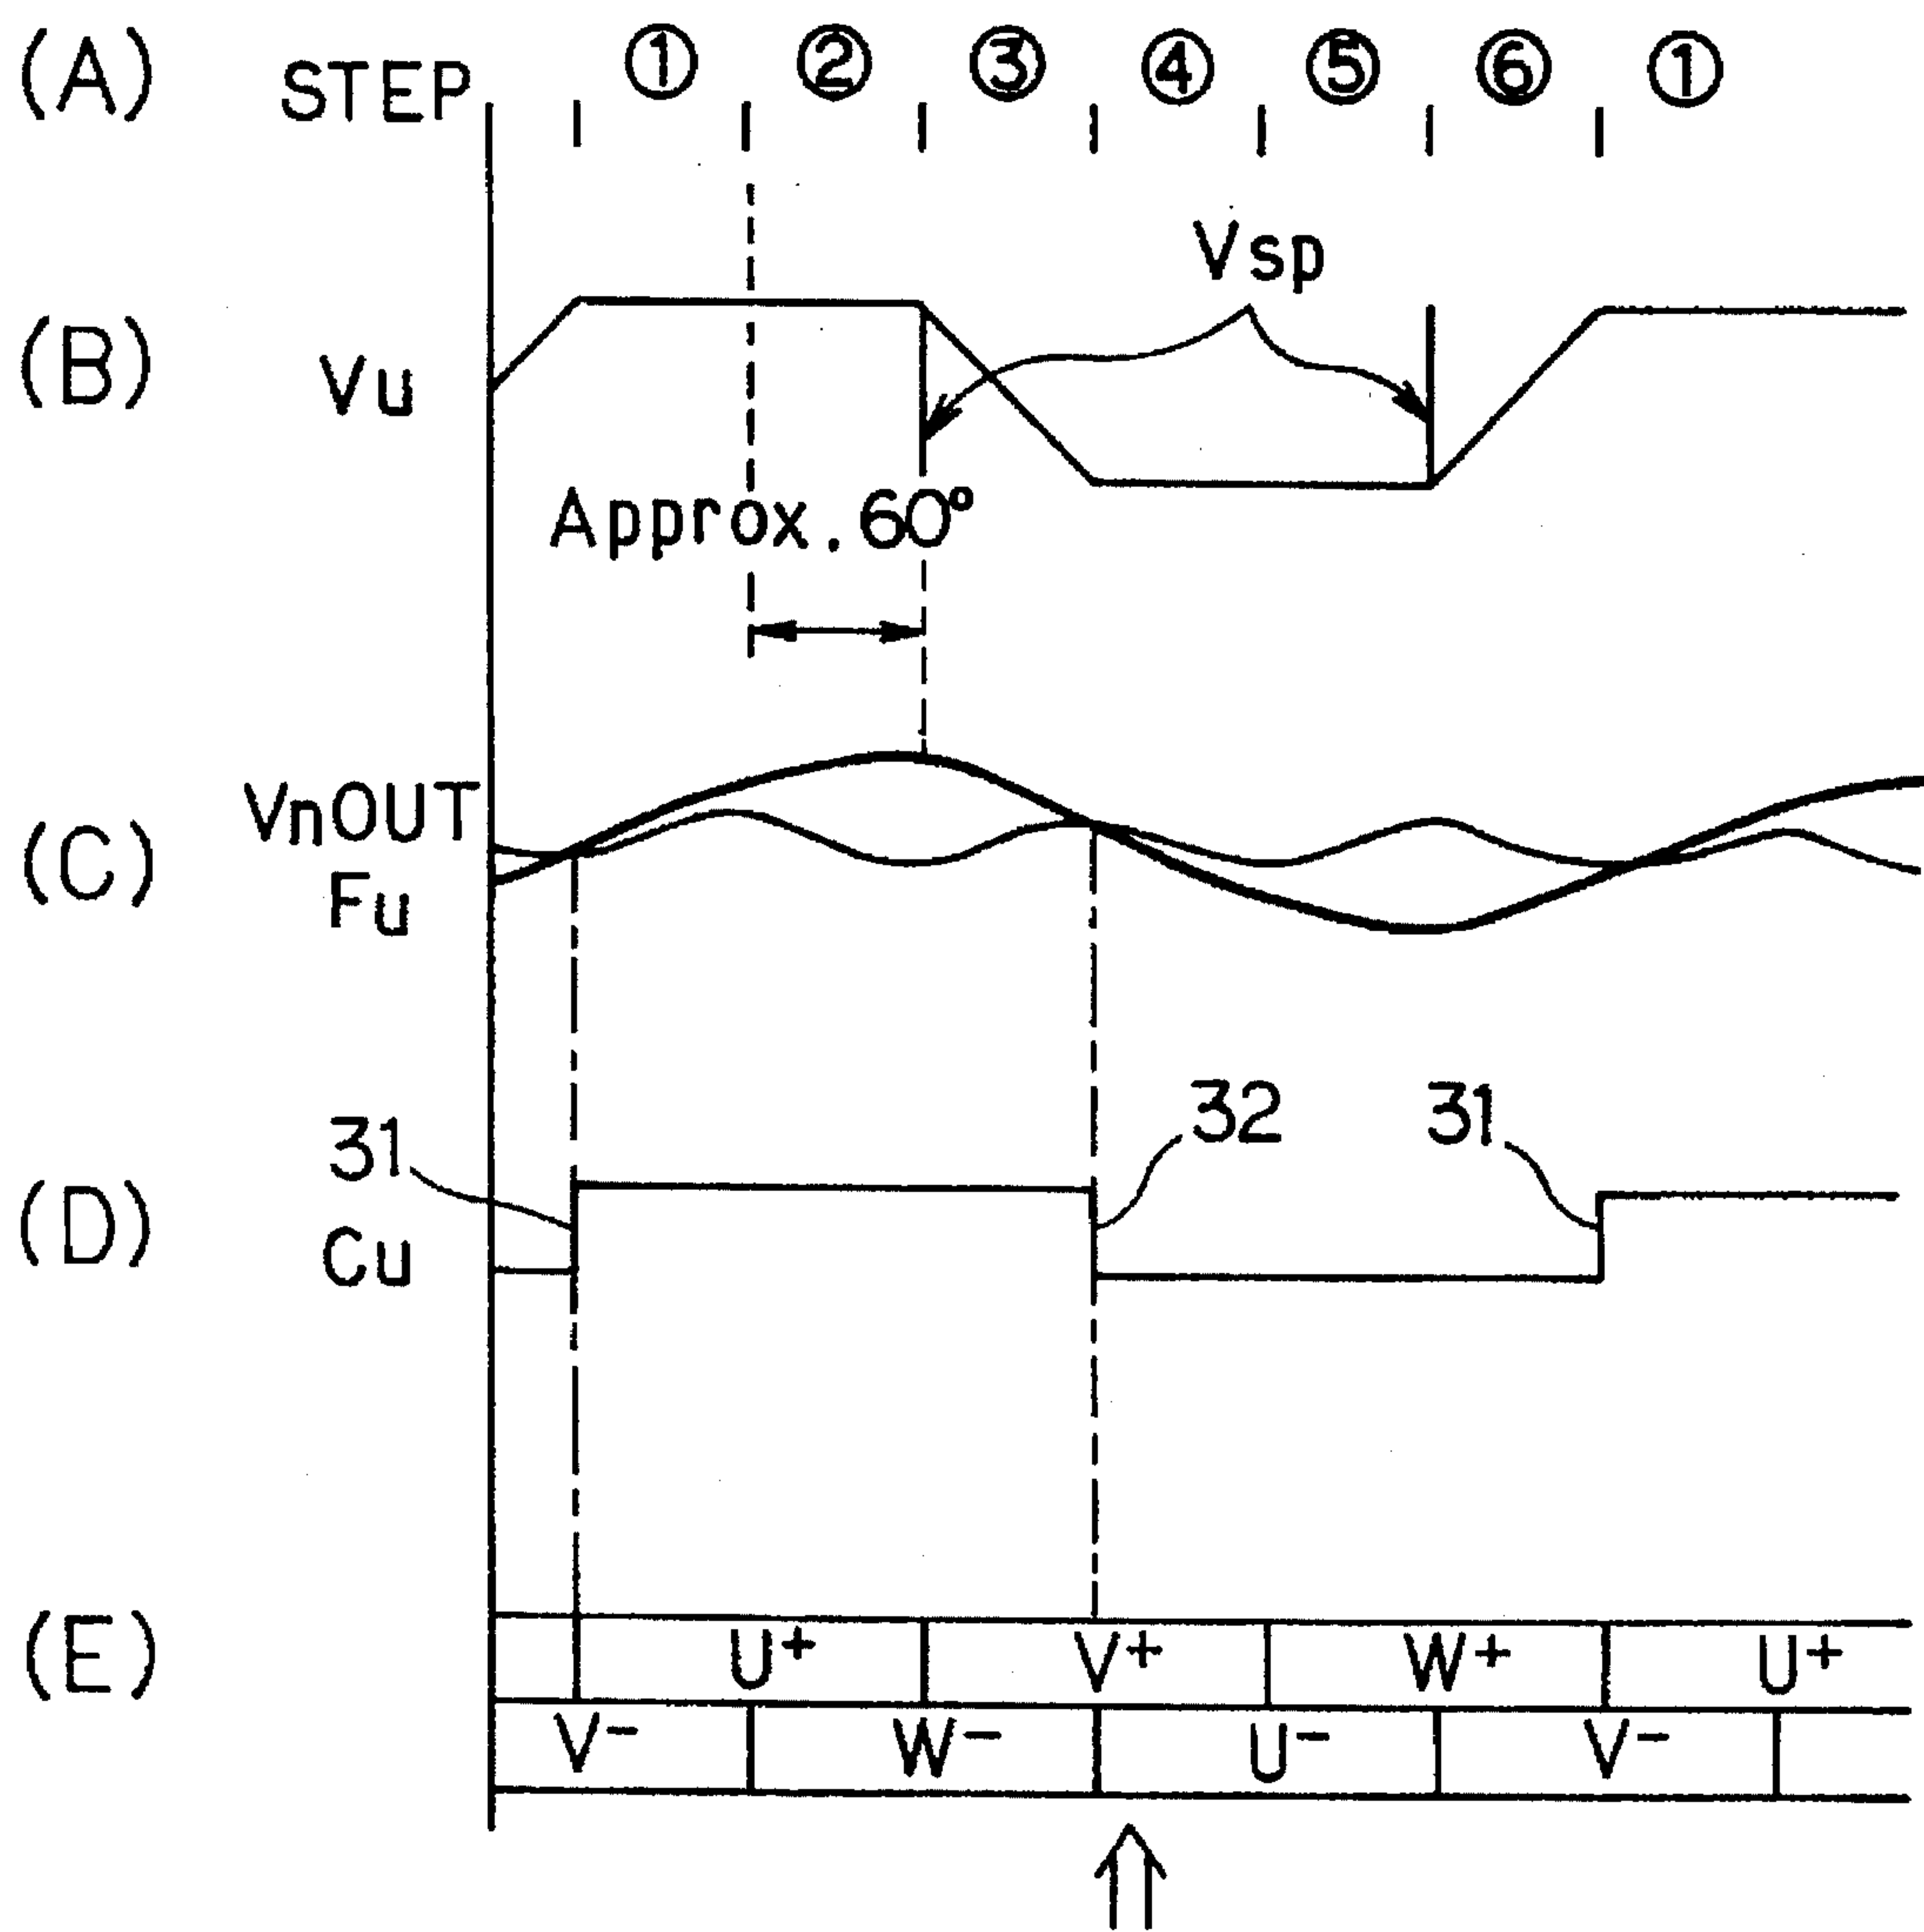 (A) STEP ① ② ③ ④ ⑤ ⑥ ①
Vsp
(B) Vu
Approx. 60°
VnOUT
(C)
Fu
31 32 31
(D) Cu
(E) U+ V+ W+ U+
V- W- U- V-